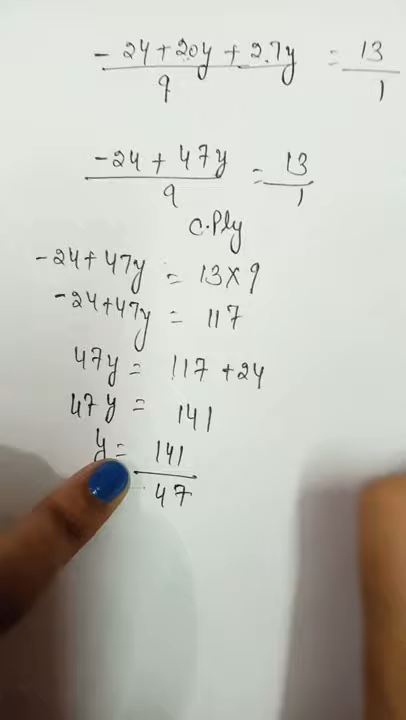 - 24 + 20y + 27y / 9 = 13 / 1
-24 + 47y / 9 = 13 / 1
C.Ply
-24 + 47y = 13 × 9
-24 + 47y = 117
47y = 117 + 24
47y = 141
y = 141 / 47